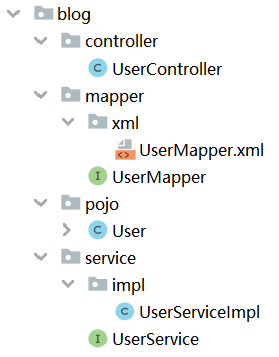 blog
controller
C UserController
mapper
xml
UserMapper.xml
I UserMapper
pojo
C User
service
impl
C UserServiceImpl
I UserService